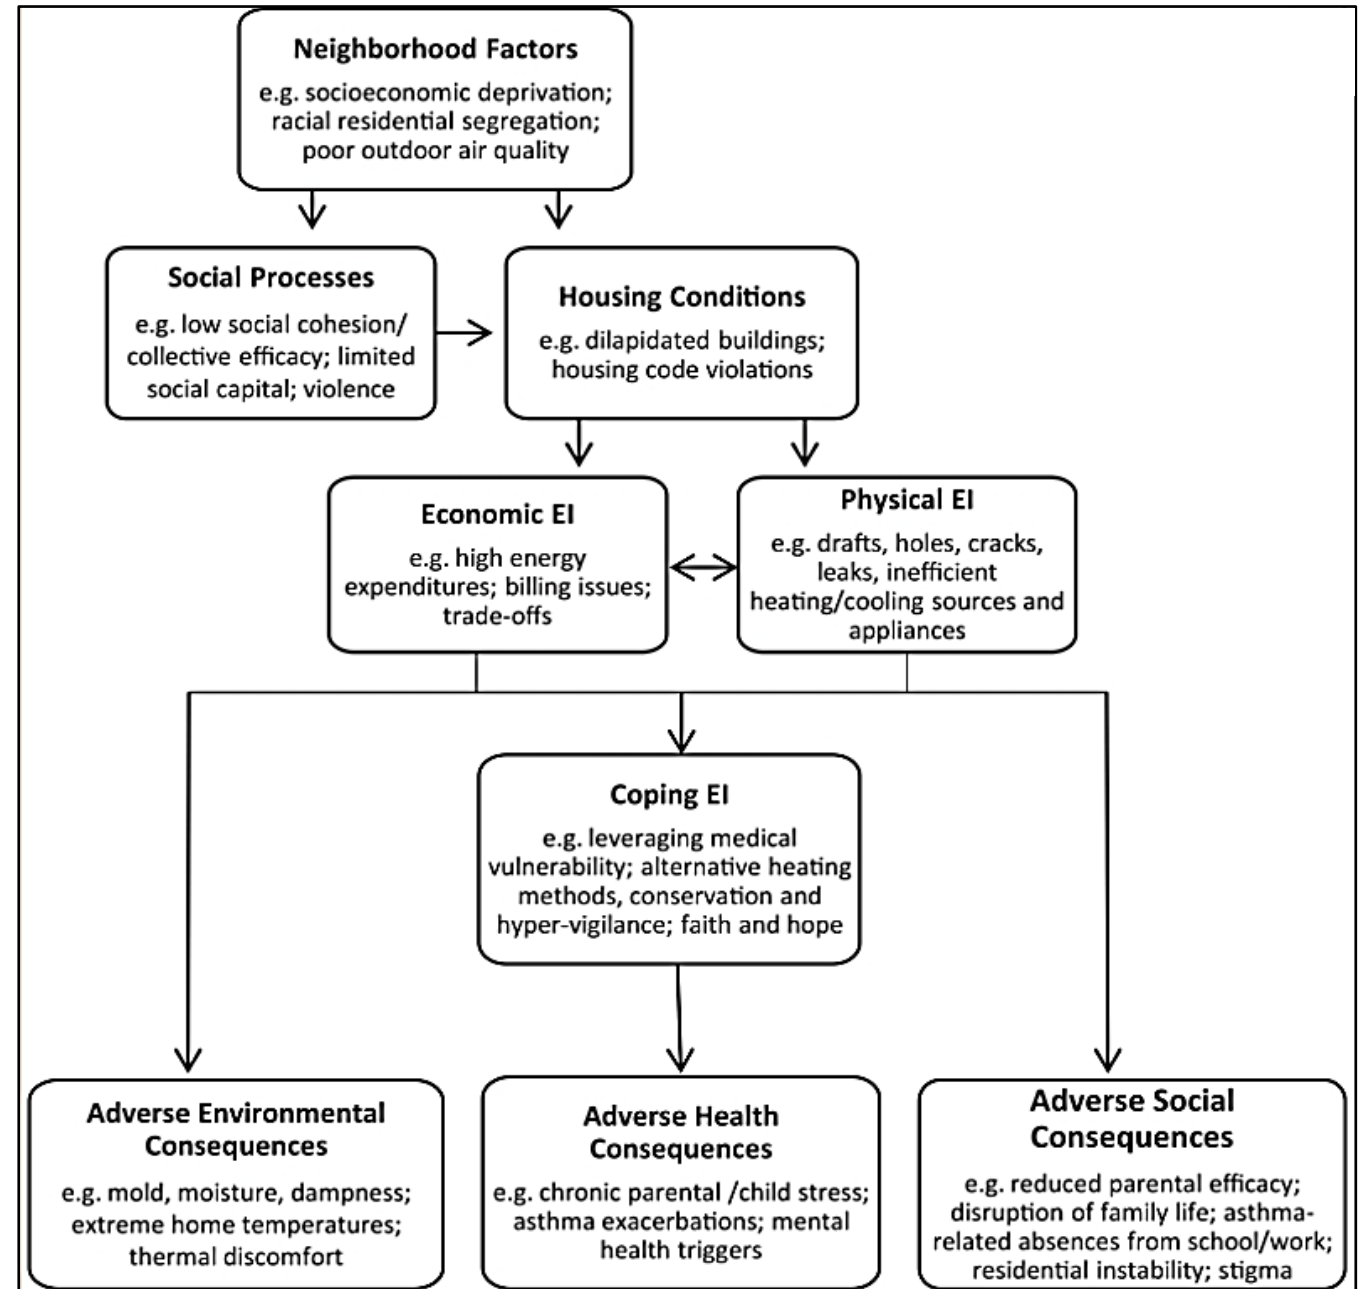 Neighborhood Factors
e.g. socioeconomic deprivation;
racial residential segregation;
poor outdoor air quality
Social Processes
e.g. low social cohesion/
collective efficacy; limited
social capital; violence
Housing Conditions
e.g. dilapidated buildings;
housing code violations
Economic EI
e.g. high energy
expenditures; billing issues;
trade-offs
Physical EI
e.g. drafts, holes, cracks,
leaks, inefficient
heating/cooling sources and
appliances
Coping EI
e.g. leveraging medical
vulnerability; alternative heating
methods, conservation and
hyper-vigilance; faith and hope
Adverse Environmental
Consequences
e.g. mold, moisture, dampness;
extreme home temperatures;
thermal discomfort
Adverse Health
Consequences
e.g. chronic parental /child stress;
asthma exacerbations; mental
health triggers
Adverse Social
Consequences
e.g. reduced parental efficacy;
disruption of family life; asthma-
related absences from school/work;
residential instability; stigma